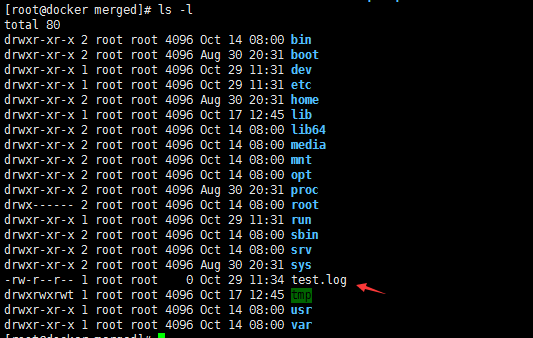 [root@docker merged]# ls -l
total 80
drwxr-xr-x 2 root root 4096 Oct 14 08:00 bin
drwxr-xr-x 2 root root 4096 Aug 30 20:31 boot
drwxr-xr-x 1 root root 4096 Oct 29 11:31 dev
drwxr-xr-x 1 root root 4096 Oct 29 11:31 etc
drwxr-xr-x 2 root root 4096 Aug 30 20:31 home
drwxr-xr-x 1 root root 4096 Oct 17 12:45 lib
drwxr-xr-x 2 root root 4096 Oct 14 08:00 lib64
drwxr-xr-x 2 root root 4096 Oct 14 08:00 media
drwxr-xr-x 2 root root 4096 Oct 14 08:00 mnt
drwxr-xr-x 2 root root 4096 Oct 14 08:00 opt
drwxr-xr-x 2 root root 4096 Aug 30 20:31 proc
drwx------ 2 root root 4096 Oct 14 08:00 root
drwxr-xr-x 1 root root 4096 Oct 29 11:31 run
drwxr-xr-x 2 root root 4096 Oct 14 08:00 sbin
drwxr-xr-x 2 root root 4096 Oct 14 08:00 srv
drwxr-xr-x 2 root root 4096 Aug 30 20:31 sys
-rw-r--r-- 1 root root 0 Oct 29 11:34 test.log
drwxrwxrwt 1 root root 4096 Oct 17 12:45 tmp
drwxr-xr-x 1 root root 4096 Oct 14 08:00 usr
drwxr-xr-x 1 root root 4096 Oct 14 08:00 var
[root@docker merged]#